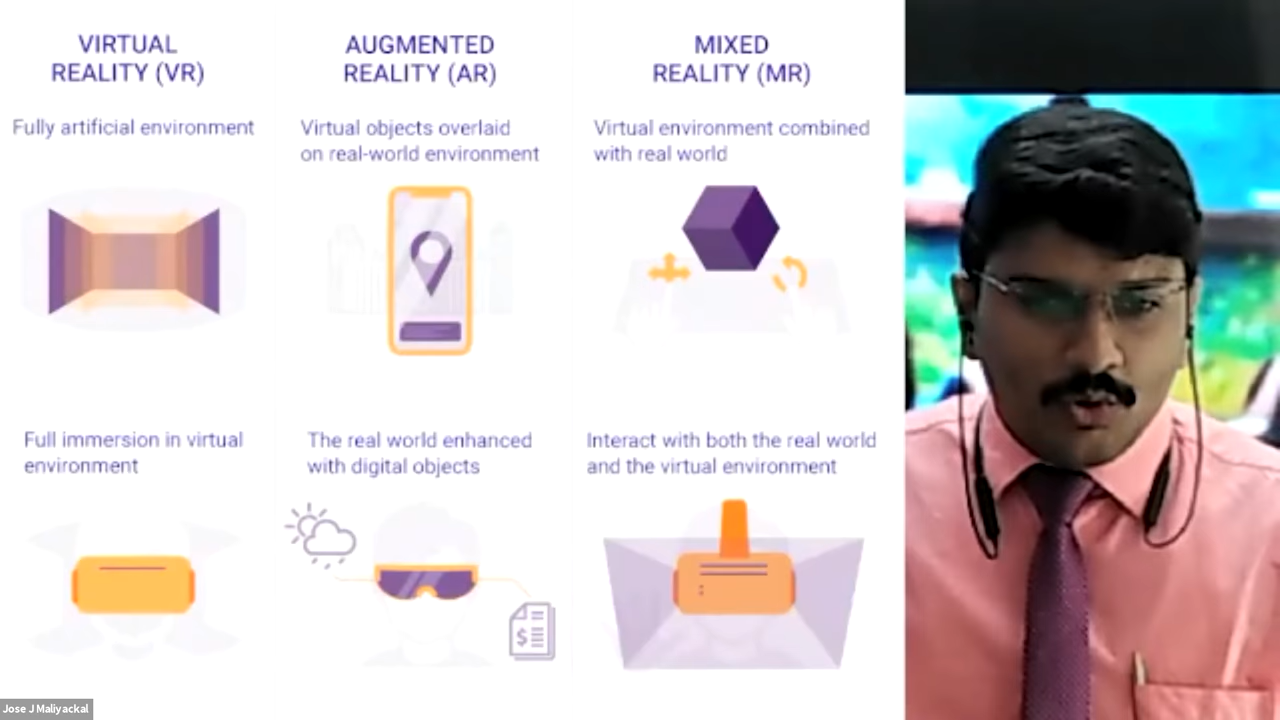 VIRTUAL
REALITY (VR)
Fully artificial environment
Full immersion in virtual
environment
AUGMENTED
REALITY (AR)
Virtual objects overlaid
on real-world environment
The real world enhanced
with digital objects
$
MIXED
REALITY (MR)
Virtual environment combined
with real world
Interact with both the real world
and the virtual environment
Jose J Maliyackal